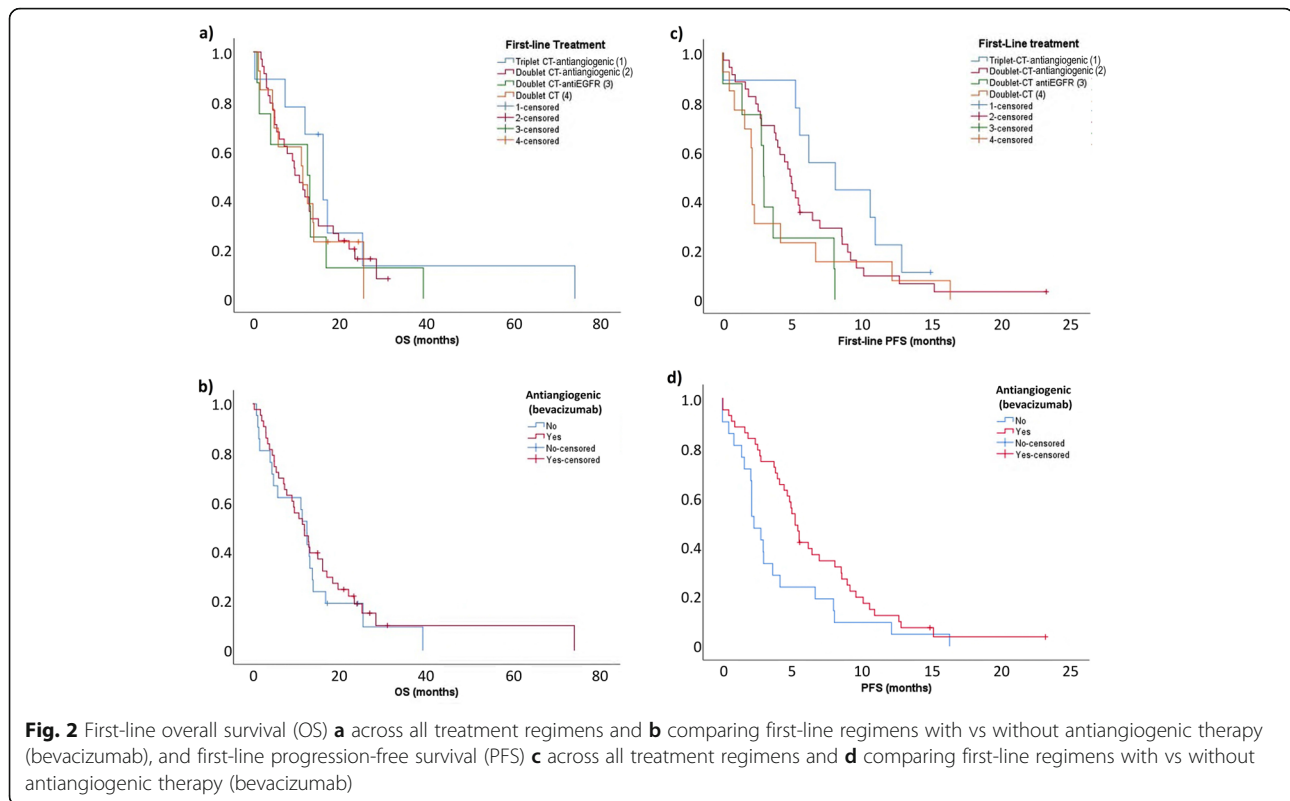 a)
First-line Treatment
Triplet CT-antiangiogenic (1)
Doublet CT-antiangiogenic (2)
Doublet CT-antiEGFR (3)
Doublet CT (4)
1-censored
2-censored
3-censored
4-censored
1.0
0.8
0.6
0.4
0.2
0
0 20 40 60 80
OS (months)
c)
First-Line treatment
Triplet-CT-antiangiogenic (1)
Doublet-CT-antiangiogenic (2)
Doublet-CT antiEGFR (3)
Doublet-CT (4)
1-censored
2-censored
3-censored
4-censored
1.0
0.8
0.6
0.4
0.2
0
0 5 10 15 20 25
First-line PFS (months)
b)
Antiangiogenic
(bevacizumab)
No
Yes
No-censored
Yes-censored
1.0
0.8
0.6
0.4
0.2
0
0 20 40 60 80
OS (months)
d)
Antiangiogenic
(bevacizumab)
No
Yes
No-censored
Yes-censored
1.0
0.8
0.6
0.4
0.2
0
0 5 10 15 20 25
PFS (months)
Fig. 2 First-line overall survival (OS) a across all treatment regimens and b comparing first-line regimens with vs without antiangiogenic therapy
(bevacizumab), and first-line progression-free survival (PFS) c across all treatment regimens and d comparing first-line regimens with vs without
antiangiogenic therapy (bevacizumab)